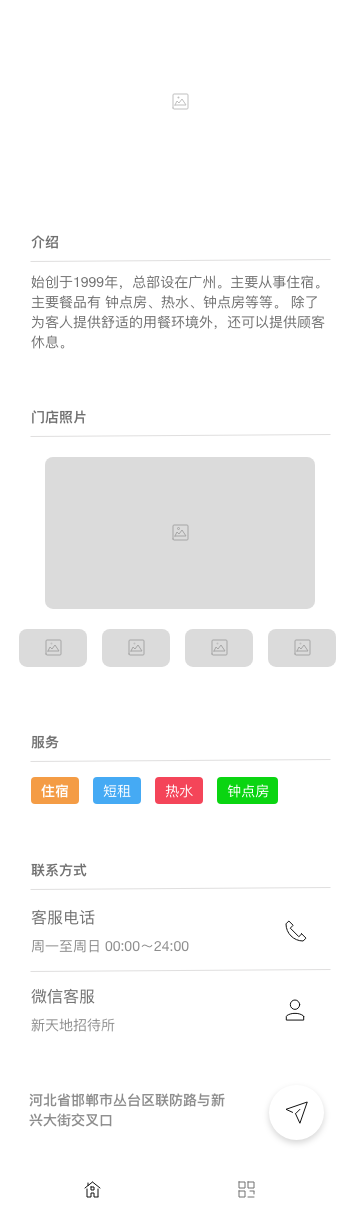 介绍
始创于1999年，总部设在广州。主要从事住宿。
主要餐品有 钟点房、热水、钟点房等等。 除了
为客人提供舒适的用餐环境外，还可以提供顾客
休息。
门店照片
服务
住宿 短租 热水 钟点房
联系方式
客服电话
周一至周日 00:00～24:00
微信客服
新天地招待所
河北省邯郸市丛台区联防路与新
兴大街交叉口